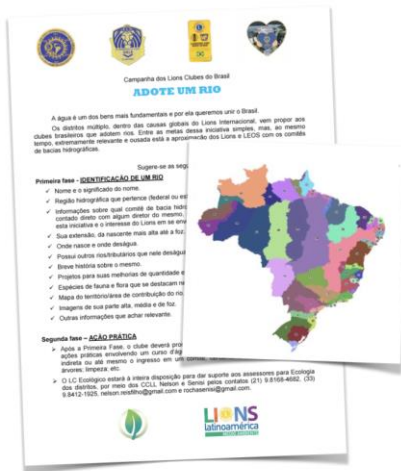 Campanha dos Lions Clubes do Brasil
ADOTE UM RIO
A água é um dos bens mais fundamentais e por ela queremos unir o Brasil.
Os distritos múltiplo, dentro das causas globais do Lions Internacional, vem propor aos
clubes brasileiros que adotem rios. Entre as metas dessa iniciativa simples, mas, ao mesmo
tempo, extremamente relevante e ousada está a aproximação dos Lions e LEOS com os comitês
de bacias hidrográficas.
Sugere-se as seg
Primeira fase - IDENTIFICAÇÃO DE UM RIO
✓ Nome e o significado do nome.
✓ Região hidrográfica que pertence (federal ou es
✓ Informações sobre qual comitê de bacia hidr
contado direto com algum diretor do mesmo,
esta iniciativa e o interesse do Lions em se env
✓ Sua extensão, da nascente mais alta até a foz.
✓ Onde nasce e onde deságua.
✓ Possui outros rios/tributários que nele deságua
✓ Breve história sobre o mesmo.
✓ Projetos para suas melhorias de quantidade e
✓ Espécies de fauna e flora que se destacam n
✓ Mapa do território/área de contribuição do rio.
✓ Imagens de sua parte alta, média e de foz.
✓ Outras informações que achar relevante.
Segunda fase – AÇÃO PRÁTICA
➢ Após a Primeira Fase, o clube deverá pro
ações práticas envolvendo um curso d'ág
indireta ou até mesmo o ingresso em um
árvores, limpeza, etc.
➢ O LC Ecológico estará à inteira disposição para dar suporte aos assessores para Ecologia
dos distritos, por meio dos CCLL Nelson e Senisi pelos contatos (21) 9.8168-4682, (33)
9.8412-1925, nelson.reisfilho@gmail.com e rochasenisi@gmail.com.
LIONS
latinoamérica